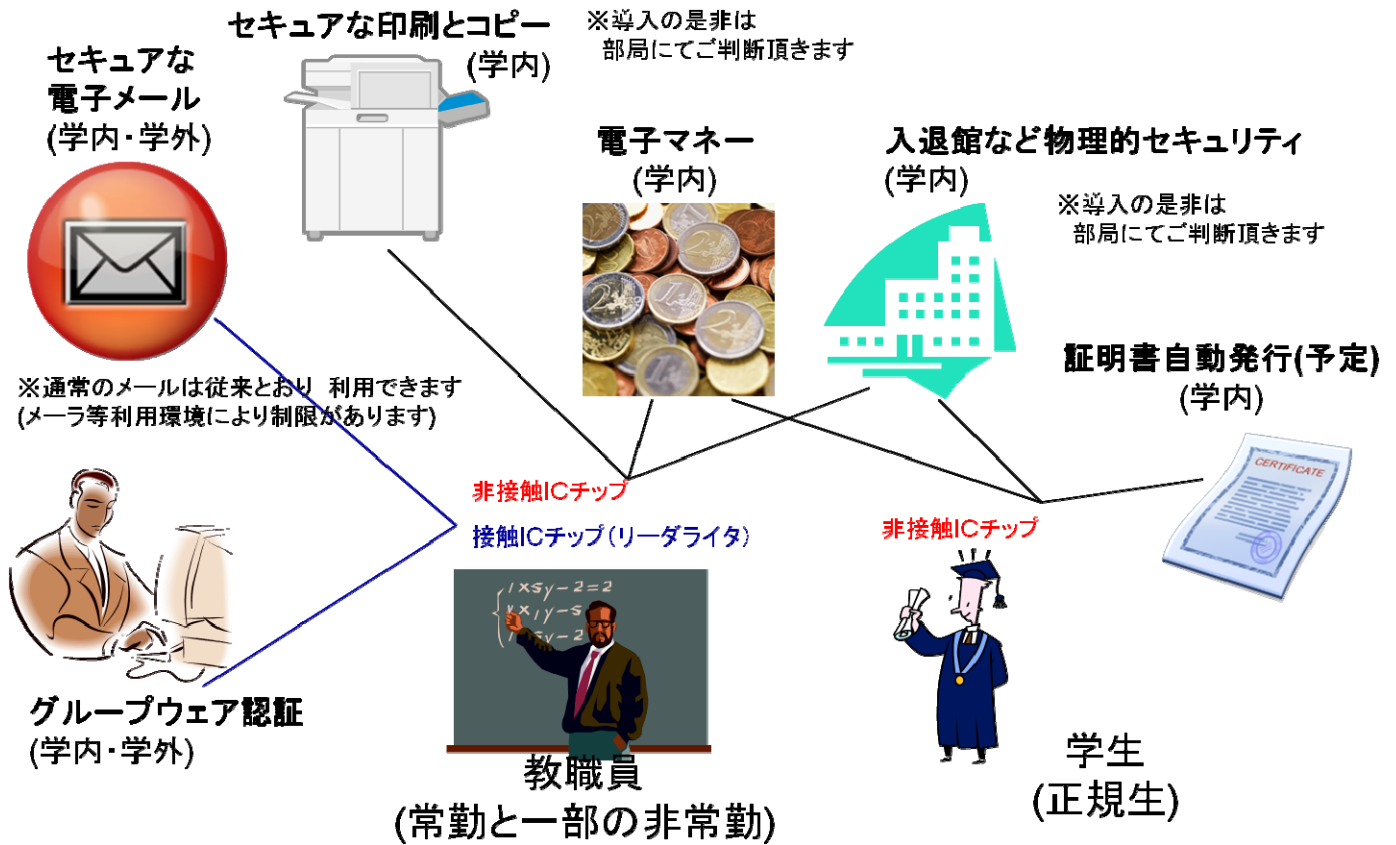 セキュアな印刷とコピー
(学内)
※導入の是非は
部局にてご判断頂きます
セキュアな
電子メール
(学内・学外)
電子マネー
(学内)
入退館など物理的セキュリティ
(学内)
※導入の是非は
部局にてご判断頂きます
証明書自動発行(予定)
(学内)
※通常のメールは従来とおり 利用できます
(メーラ等利用環境により制限があります)
CERTIFICATE
非接触ICチップ
接触ICチップ(リーダライタ)
非接触ICチップ
グループウェア認証
(学内・学外)
教職員
(常勤と一部の非常勤)
学生
(正規生)